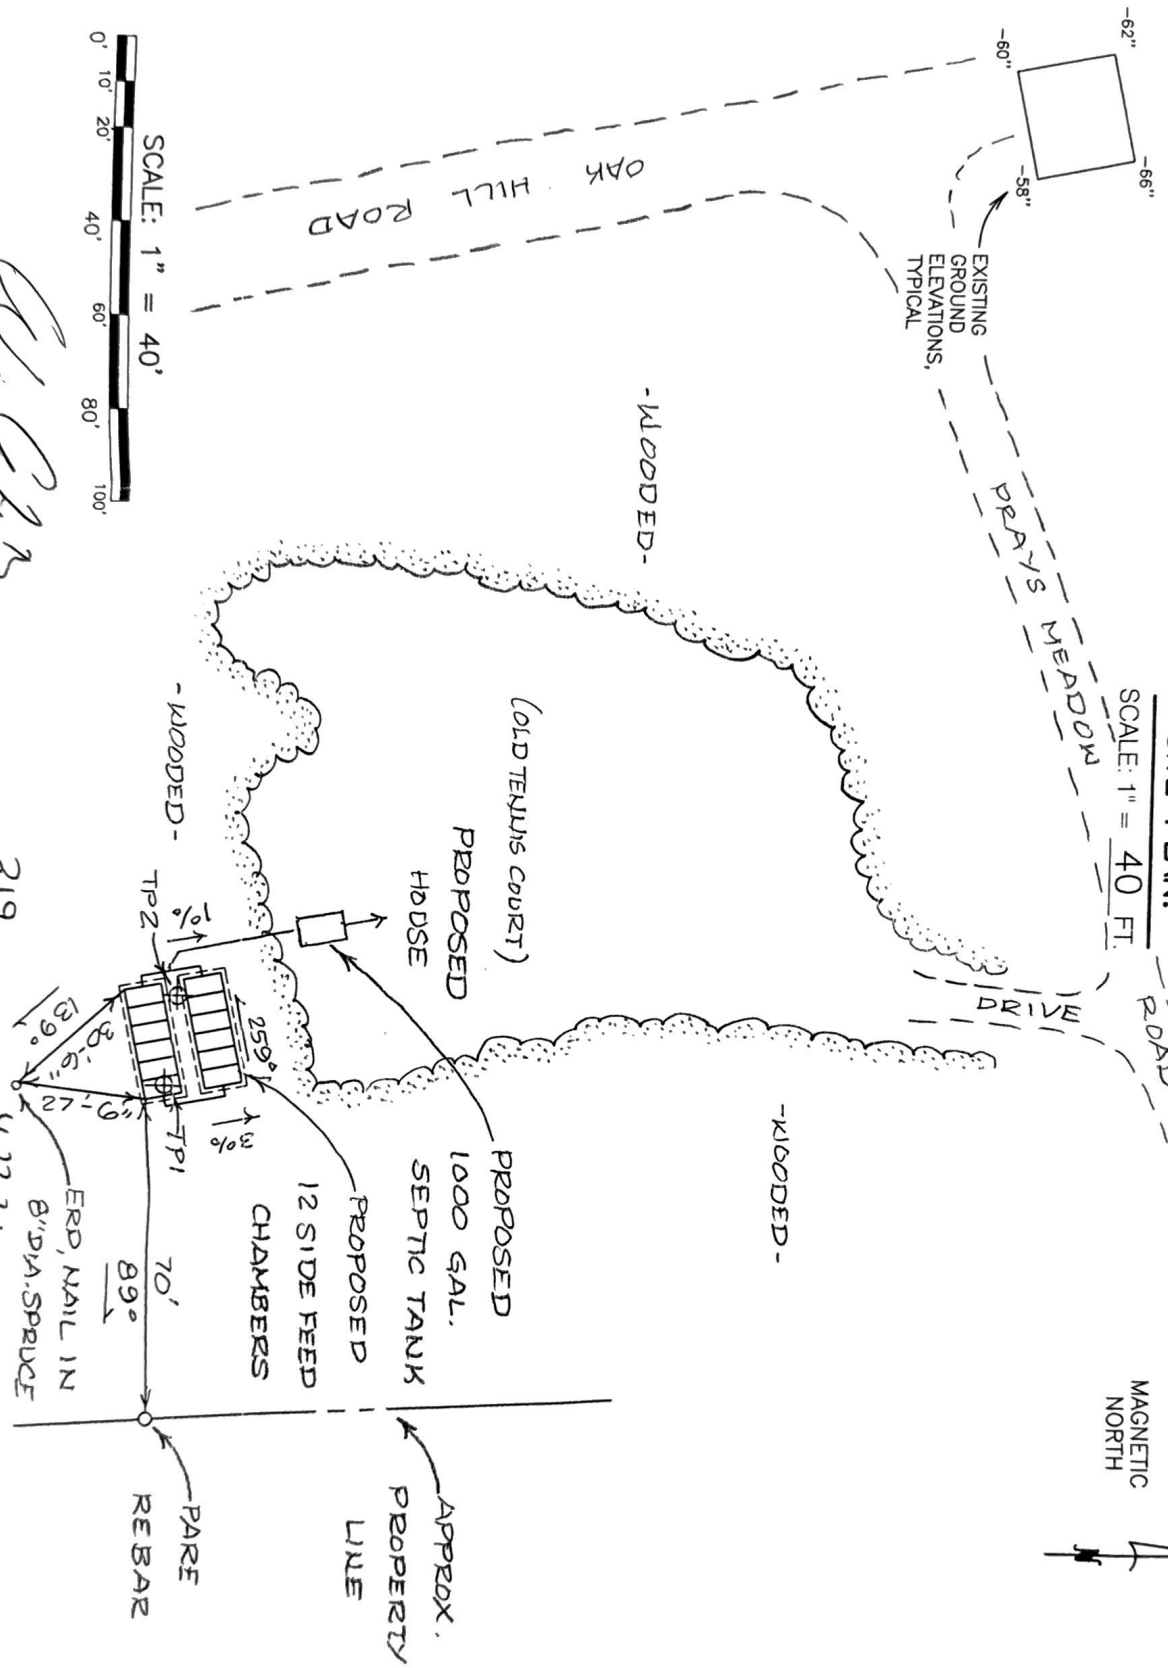 SCALE: 1" = 40 FT.
MAGNETIC
NORTH
N
-62"
-60"
-66"
-58"
EXISTING
GROUND
ELEVATIONS,
TYPICAL
PRAYS MEADOW
ROAD
OAK HILL ROAD
DRIVE
-WOODED-
-WOODED-
-WOODED-
(OLD TENNIS COURT)
PROPOSED
HOUSE
PROPOSED
1000 GAL.
SEPTIC TANK
PROPOSED
12 SIDE FEED
CHAMBERS
APPROX.
PROPERTY
LINE
PARE
REBAR
TP2
TP1
1%
3%
259°
139°
30'-6"
70'
89°
ERP, NAIL IN
8" DIA. SPRUCE
SCALE: 1" = 40'
0' 10' 20' 40' 60' 80' 100'
219